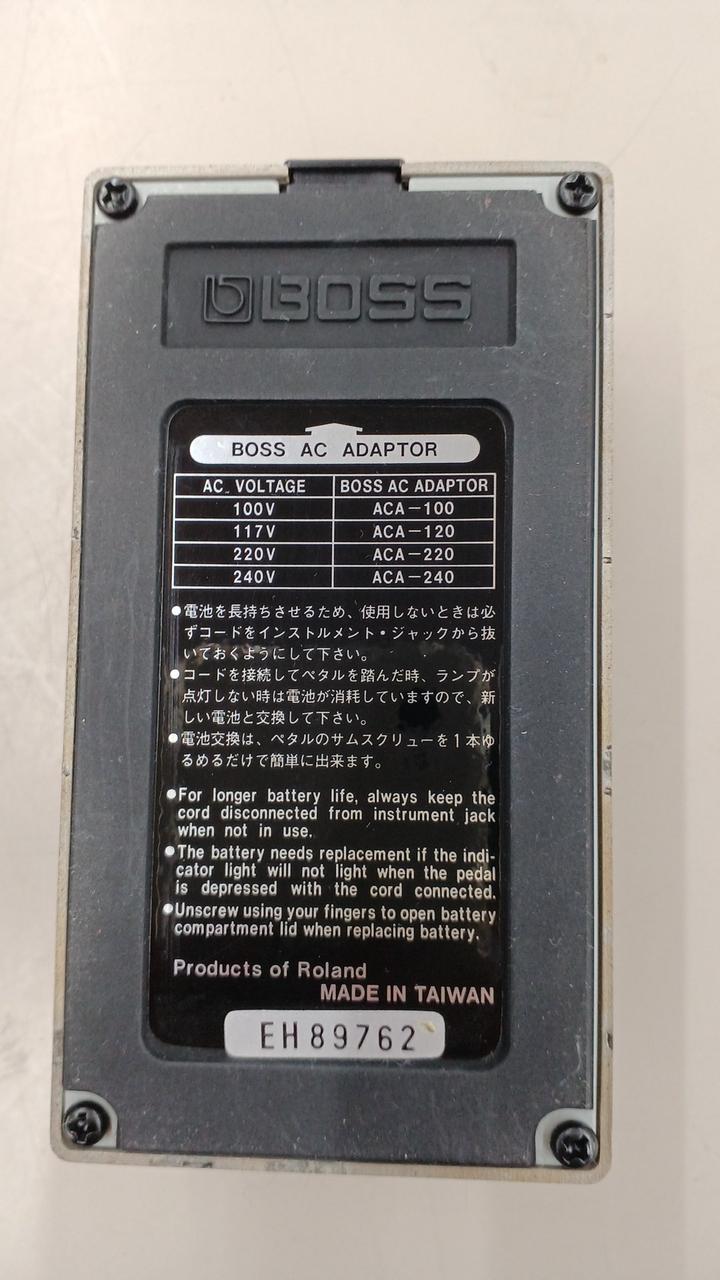 BOSS
BOSS AC ADAPTOR
AC. VOLTAGE BOSS AC ADAPTOR
100V ACA-100
117V ACA-120
220V ACA-220
240V ACA-240
●電池を長持ちさせるため、使用しないときは必
ずコードをインストルメント・ジャックから抜
いておくようにして下さい。
●コードを接続してペタルを踏んだ時、ランプが
点灯しない時は電池が消耗していますので、新
しい電池と交換して下さい。
●電池交換は、ペタルのサムスクリューを1本ゆ
るめるだけで簡単に出来ます。
●For longer battery life, always keep the
cord disconnected from instrument jack
when not in use.
●The battery needs replacement if the indi-
cator light will not light when the pedal
is depressed with the cord connected.
●Unscrew using your fingers to open battery
compartment lid when replacing battery.
Products of Roland
MADE IN TAIWAN
EH89762